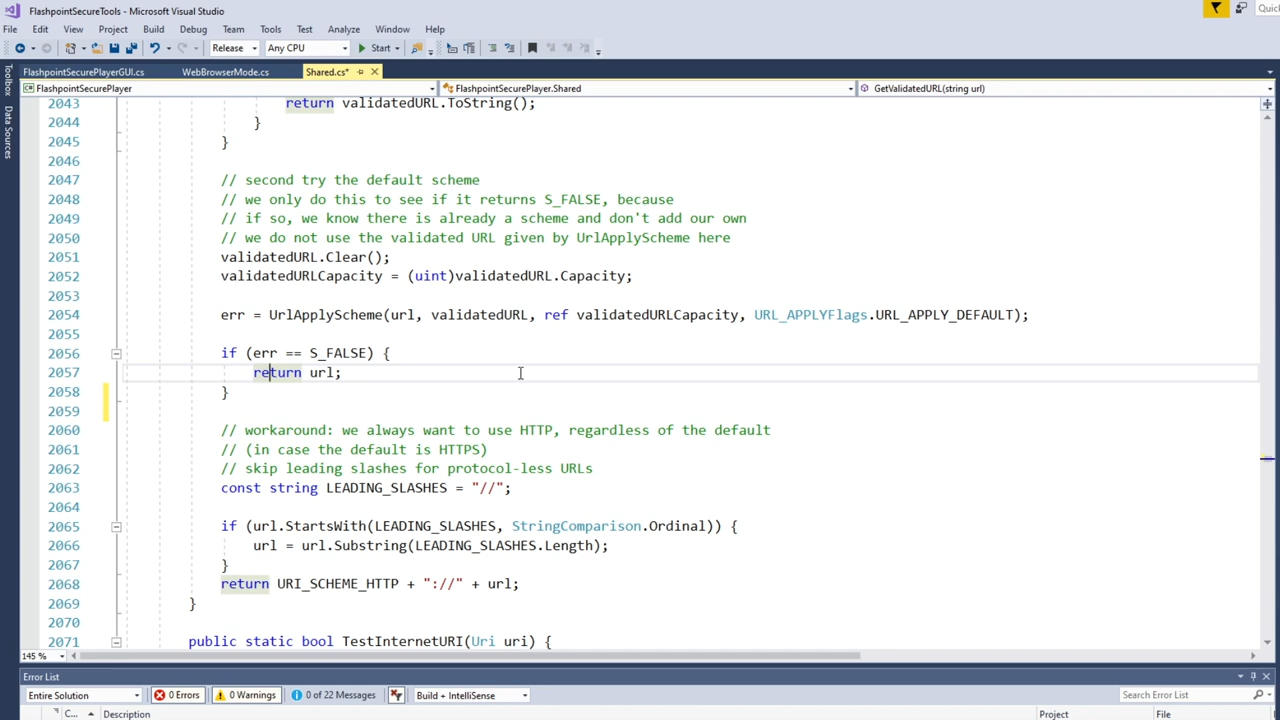 FlashpointSecureTools - Microsoft Visual Studio
Quic
File Edit View Project Build Debug Team Tools Test Analyze Window Help
Release Any CPU Start
Toolbox
Data Sources
FlashpointSecurePlayerGUI.cs WebBrowserMode.cs Shared.cs*
FlashpointSecurePlayer FlashpointSecurePlayer.Shared GetValidatedURL(string url)
2043 return validatedURL.ToString();
2044 }
2045 }
2046
2047 // second try the default scheme
2048 // we only do this to see if it returns S_FALSE, because
2049 // if so, we know there is already a scheme and don't add our own
2050 // we do not use the validated URL given by UrlApplyScheme here
2051 validatedURL.Clear();
2052 validatedURLCapacity = (uint)validatedURL.Capacity;
2053
2054 err = UrlApplyScheme(url, validatedURL, ref validatedURLCapacity, URL_APPLYFlags.URL_APPLY_DEFAULT);
2055
2056 if (err == S_FALSE) {
2057 return url;
2058 }
2059
2060 // workaround: we always want to use HTTP, regardless of the default
2061 // (in case the default is HTTPS)
2062 // skip leading slashes for protocol-less URLs
2063 const string LEADING_SLASHES = "//";
2064
2065 if (url.StartsWith(LEADING_SLASHES, StringComparison.Ordinal)) {
2066 url = url.Substring(LEADING_SLASHES.Length);
2067 }
2068 return URI_SCHEME_HTTP + "://" + url;
2069 }
2070
2071 public static bool TestInternetURI(Uri uri) {
145 %
Error List
Entire Solution 0 Errors 0 Warnings 0 of 22 Messages Build + IntelliSense Search Error List
C... Description Project File